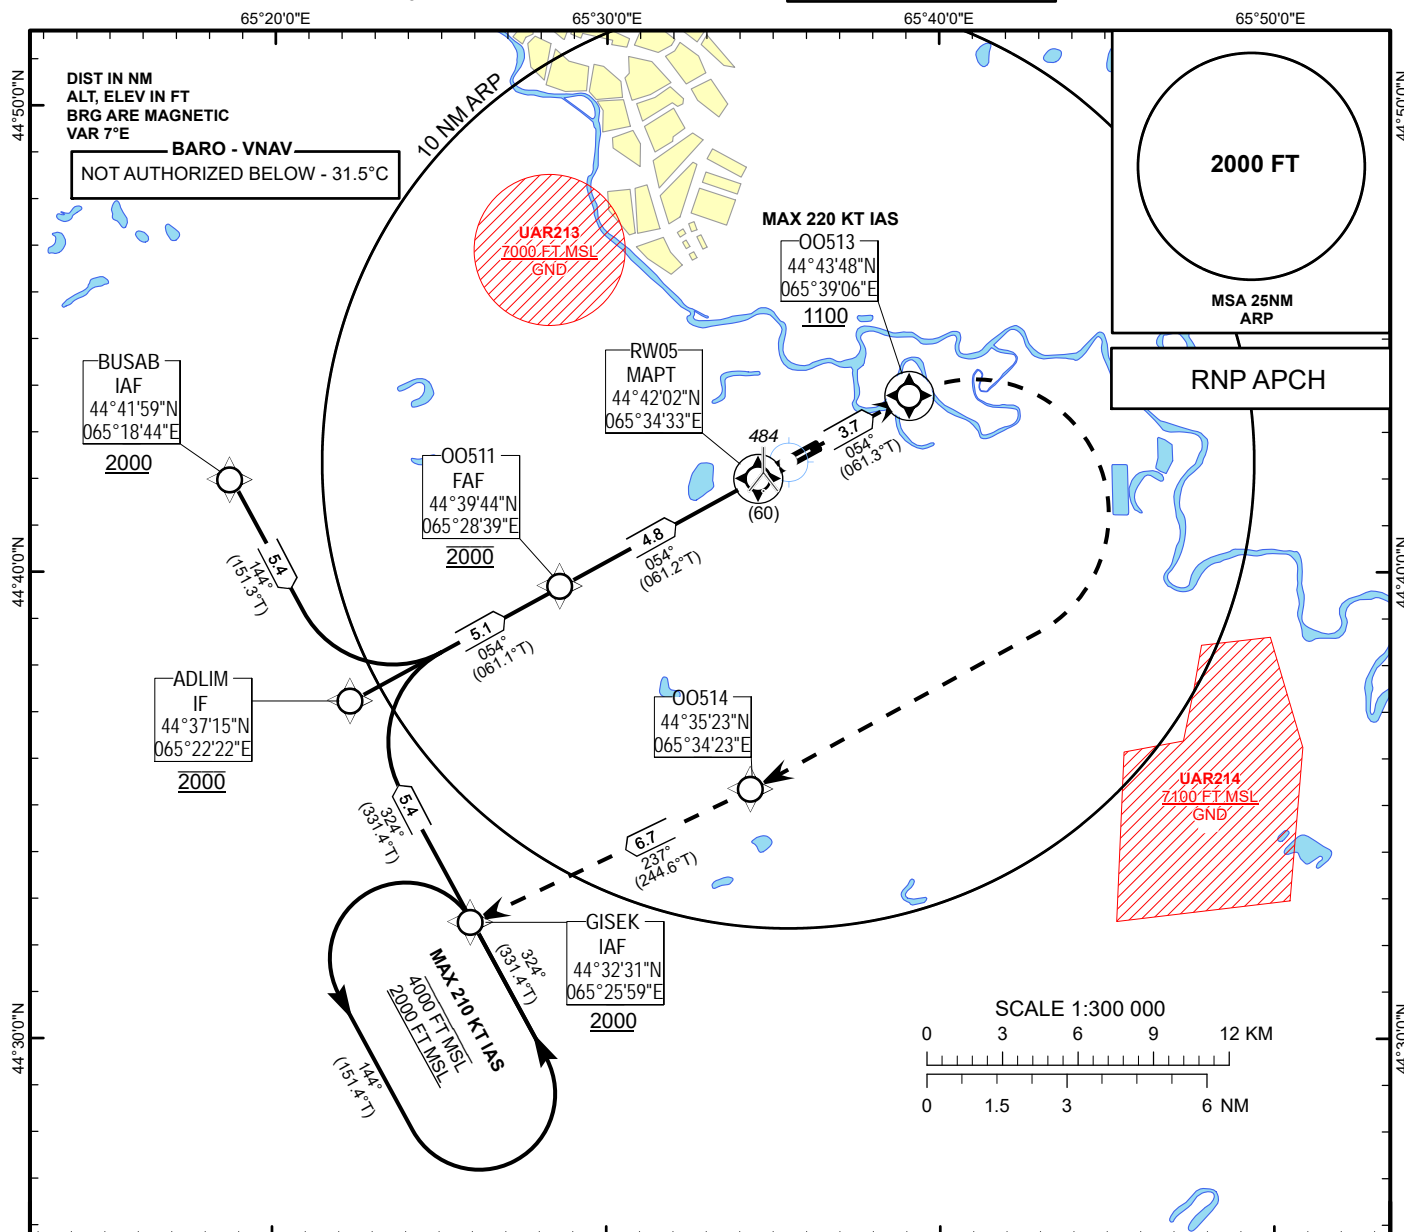 65°20'0"E
65°30'0"E
65°40'0"E
65°50'0"E
44°50'0"N
44°50'0"N
DIST IN NM
ALT, ELEV IN FT
BRG ARE MAGNETIC
VAR 7°E
BARO - VNAV
NOT AUTHORIZED BELOW - 31.5°C
10 NM ARP
2000 FT
MSA 25NM
ARP
RNP APCH
UAR213
7000 FT MSL
GND
MAX 220 KT IAS
OO513
44°43'48"N
065°39'06"E
1100
RW05
MAPT
44°42'02"N
065°34'33"E
484
(60)
3.7
054°
(061.3°T)
BUSAB
IAF
44°41'59"N
065°18'44"E
2000
OO511
FAF
44°39'44"N
065°28'39"E
2000
4.8
054°
(061.2°T)
5.4
144°
(151.3°T)
44°40'0"N
44°40'0"N
5.1
054°
(061.1°T)
ADLIM
IF
44°37'15"N
065°22'22"E
2000
OO514
44°35'23"N
065°34'23"E
UAR214
7100 FT MSL
GND
5.4
324°
(331.4°T)
6.7
237°
(244.6°T)
GISEK
IAF
44°32'31"N
065°25'59"E
2000
324°
(331.4°T)
MAX 210 KT IAS
4000 FT MSL
2000 FT MSL
144°
(151.4°T)
44°30'0"N
44°30'0"N
SCALE 1:300 000
0 3 6 9 12 KM
0 1.5 3 6 NM